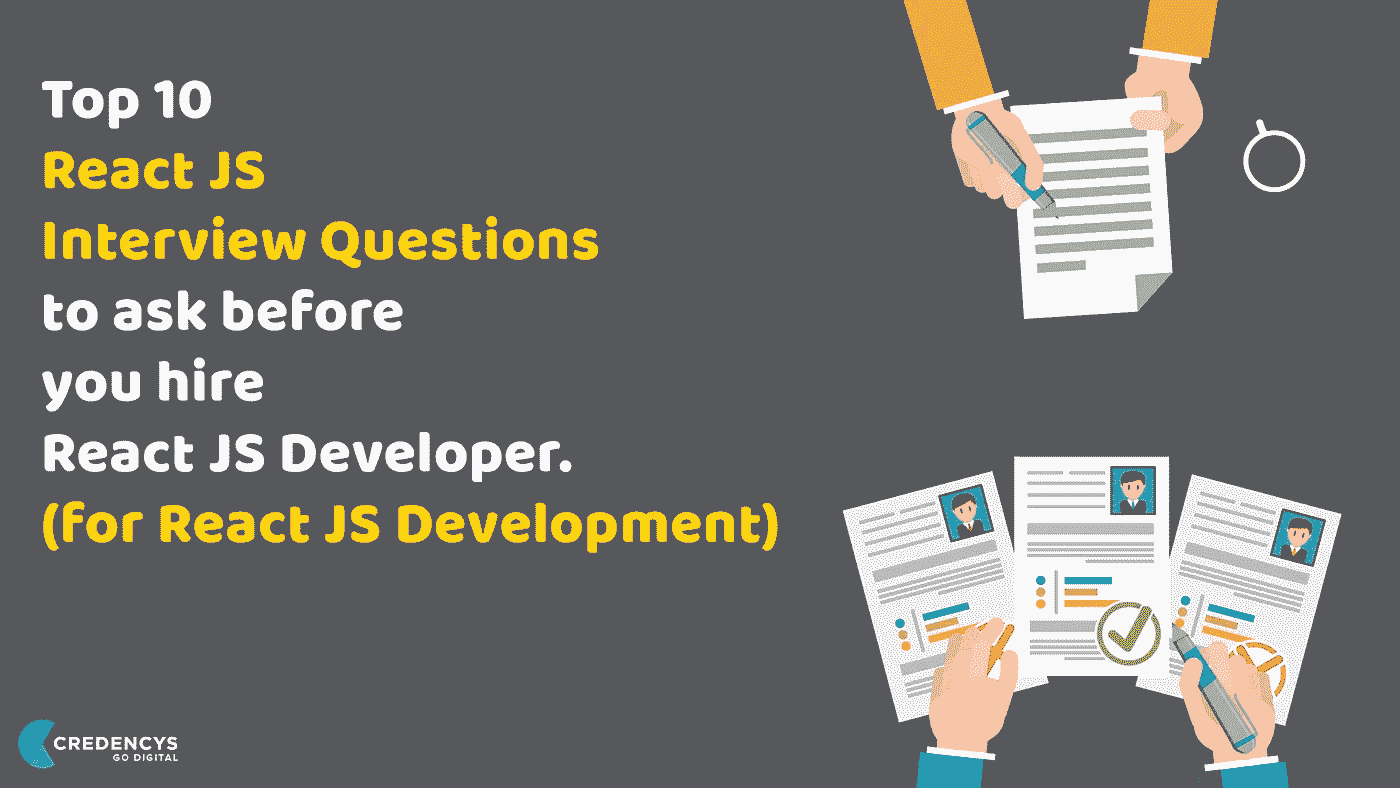 Top 10
React JS
Interview Questions
to ask before
you hire
React JS Developer.
(for React JS Development)
CREDENCYS
GO DIGITAL